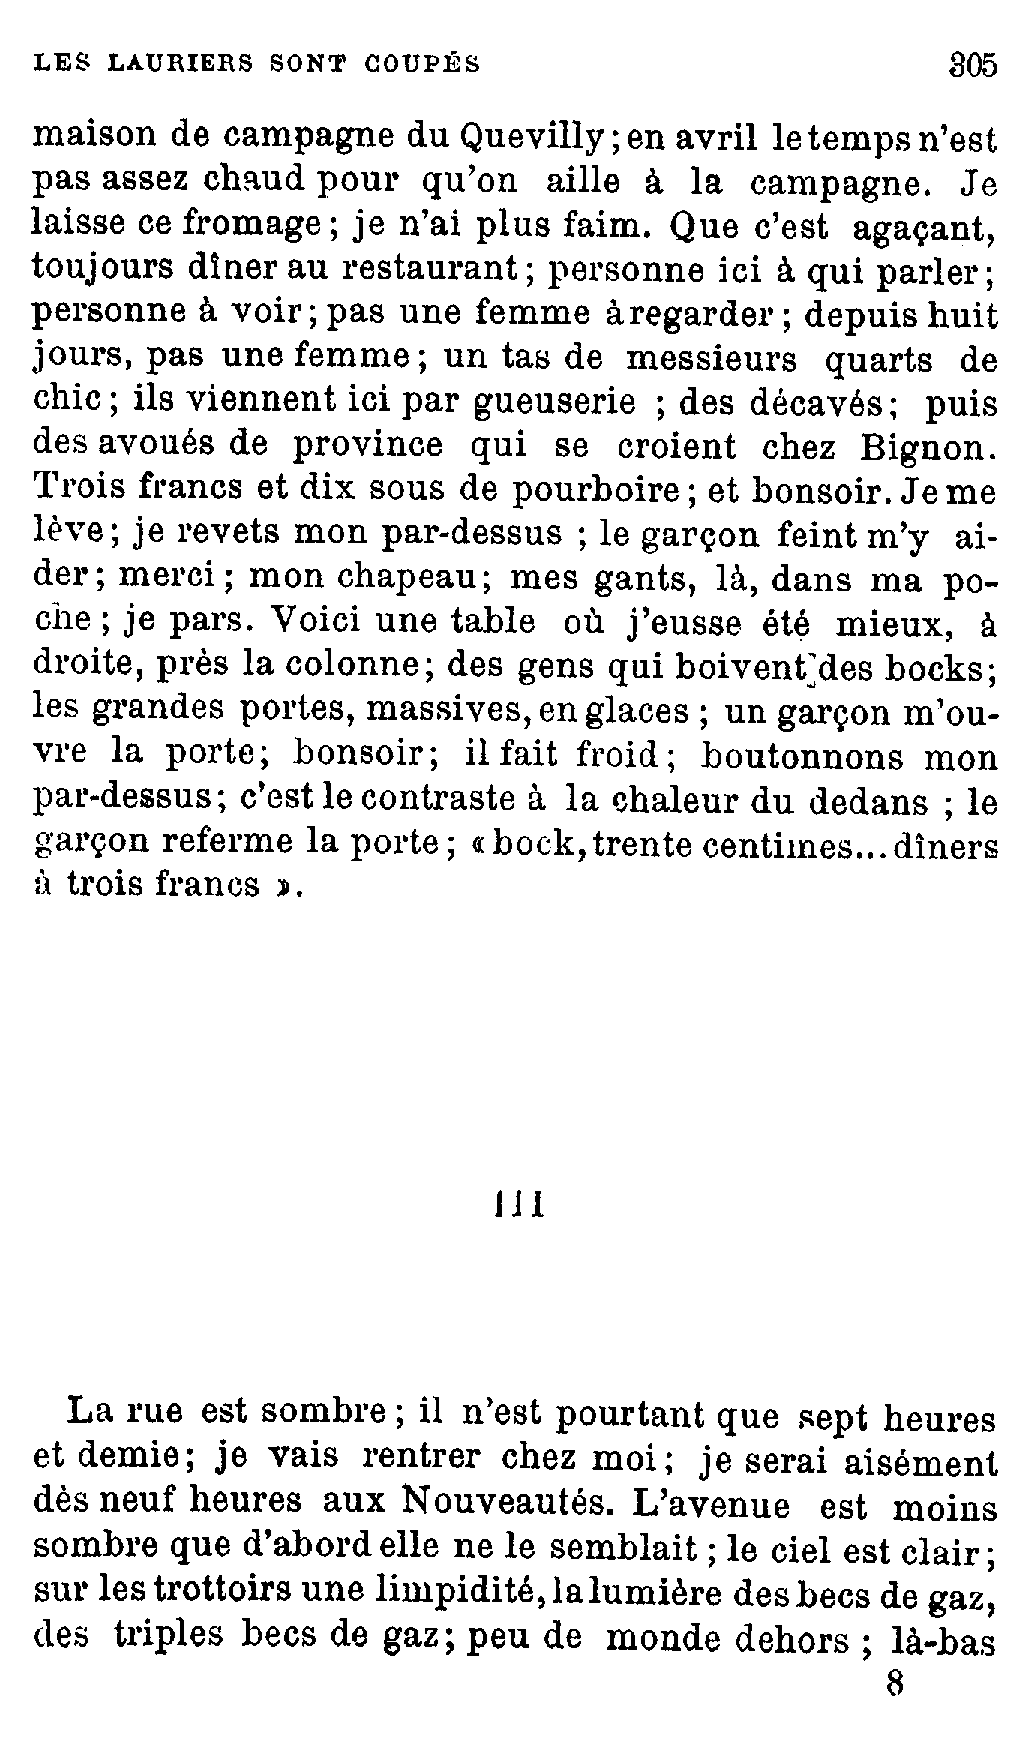 LES LAURIERS SONT COUPÉS 305
maison de campagne du Quevilly; en avril le temps n'est
pas assez chaud pour qu'on aille à la campagne. Je
laisse ce fromage; je n'ai plus faim. Que c'est agaçant,
toujours dîner au restaurant; personne ici à qui parler;
personne à voir; pas une femme à regarder; depuis huit
jours, pas une femme; un tas de messieurs quarts de
chic; ils viennent ici par gueuserie ; des décavés; puis
des avoués de province qui se croient chez Bignon.
Trois francs et dix sous de pourboire; et bonsoir. Je me
lève; je revets mon par-dessus ; le garçon feint m'y ai-
der; merci; mon chapeau; mes gants, là, dans ma po-
che ; je pars. Voici une table où j'eusse été mieux, à
droite, près la colonne; des gens qui boivent des bocks;
les grandes portes, massives, en glaces ; un garçon m'ou-
vre la porte; bonsoir; il fait froid; boutonnons mon
par-dessus; c'est le contraste à la chaleur du dedans ; le
garçon referme la porte; « bock, trente centimes... dîners
à trois francs ».
III
La rue est sombre; il n'est pourtant que sept heures
et demie; je vais rentrer chez moi; je serai aisément
dès neuf heures aux Nouveautés. L'avenue est moins
sombre que d'abord elle ne le semblait; le ciel est clair;
sur les trottoirs une limpidité, la lumière des becs de gaz,
des triples becs de gaz; peu de monde dehors ; là-bas
8